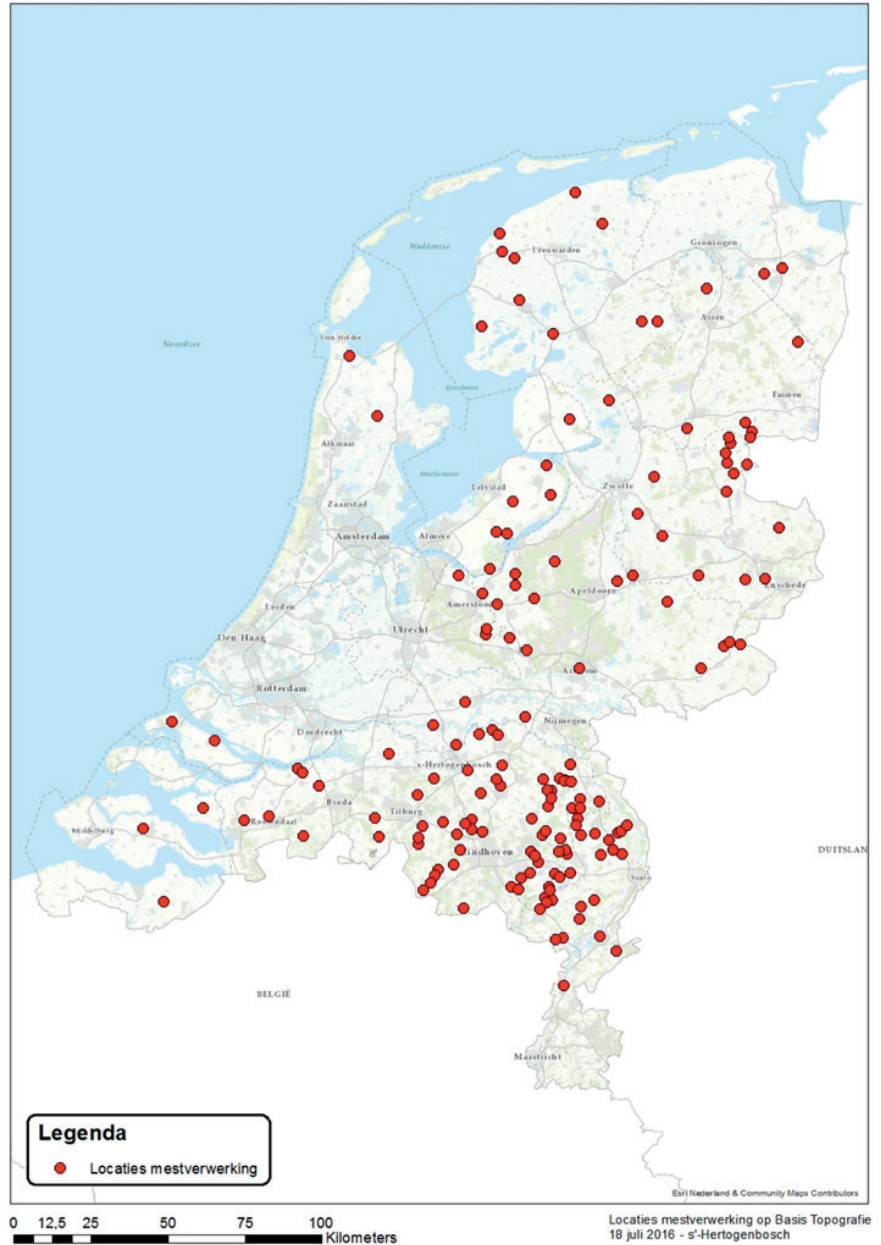 Waddenzee
Leeuwarden
Groningen
Assen
Den Helder
Noordzee
IJsselmeer
Emmen
Alkmaar
Markermeer
Lelystad
Zwolle
Zaanstad
Amsterdam
Almere
Enschede
Apeldoorn
Amersfoort
Leiden
Utrecht
Den Haag
Arnhem
Rotterdam
Nijmegen
Dordrecht
s-Hertogenbosch
Breda
Tilburg
Roosendaal
Middelburg
Eindhoven
DUITSLAN
Venlo
BELGIË
Maastricht
Legenda
Locaties mestverwerking
Esri Nederland & Community Maps Contributors
0 12,5 25 50 75 100
Kilometers
Locaties mestverwerking op Basis Topografie
18 juli 2016 - s'-Hertogenbosch